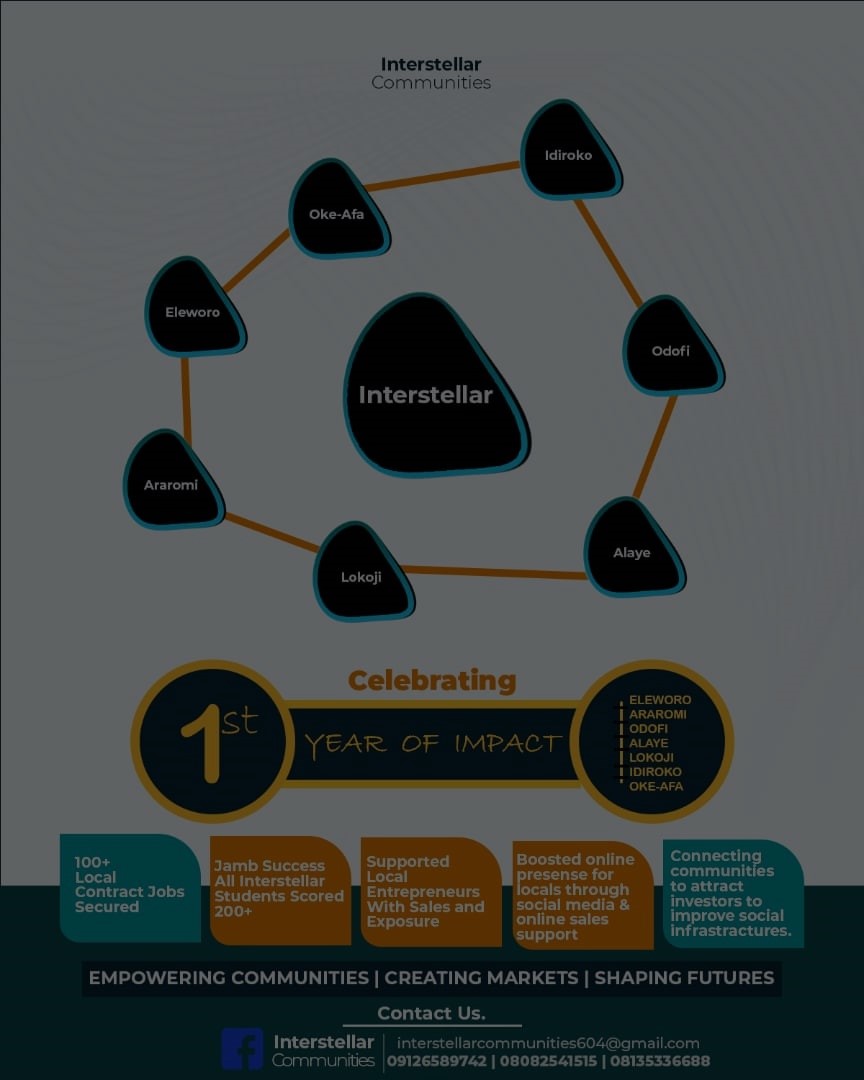 Interstellar
Communities
Idiroko
Oke-Afa
Eleworo
Odofi
Interstellar
Araromi
Alaye
Lokoji
Celebrating
1st
YEAR OF IMPACT
ELEWORO
ARAROMI
ODOFI
ALAYE
LOKOJI
IDIROKO
OKE-AFA
100+
Local
Contract Jobs
Secured
Jamb Success
All Interstellar
Students Scored
200+
Supported
Local
Entrepreneurs
With Sales and
Exposure
Boosted online
presense for
locals through
social media &
online sales
support
Connecting
communities
to attract
investors to
improve social
infrastractures.
EMPOWERING COMMUNITIES | CREATING MARKETS | SHAPING FUTURES
Contact Us.
Interstellar
Communities
interstellarcommunities604@gmail.com
09126589742 | 08082541515 | 08135336688